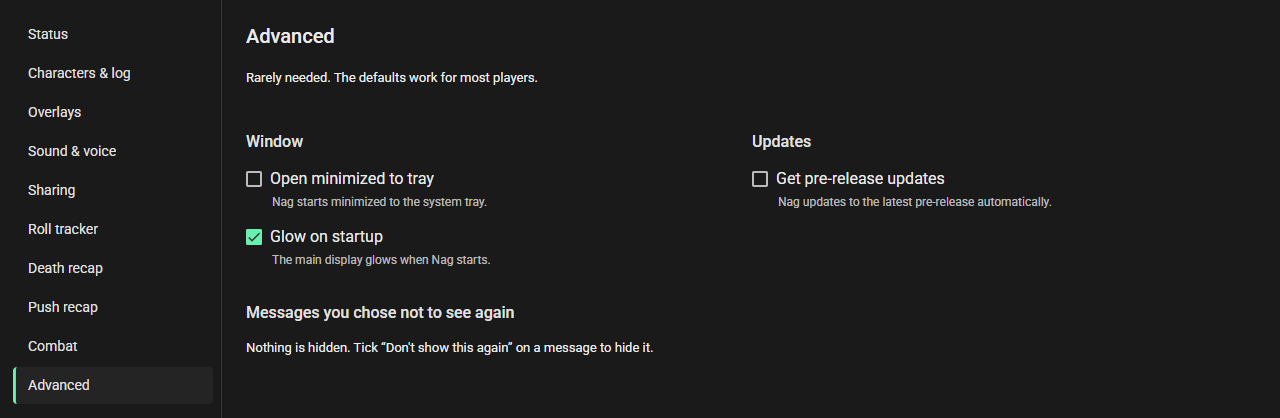 Status
Characters & log
Overlays
Sound & voice
Sharing
Roll tracker
Death recap
Push recap
Combat
Advanced
Advanced
Rarely needed. The defaults work for most players.
Window
Open minimized to tray
Nag starts minimized to the system tray.
Glow on startup
The main display glows when Nag starts.
Updates
Get pre-release updates
Nag updates to the latest pre-release automatically.
Messages you chose not to see again
Nothing is hidden. Tick “Don't show this again” on a message to hide it.